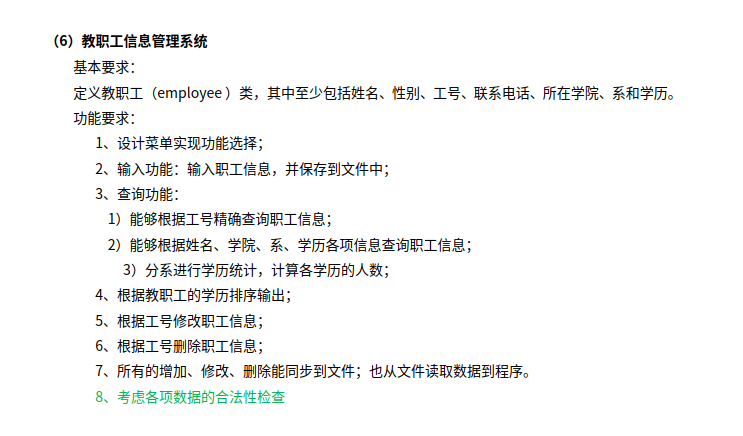 （6）教职工信息管理系统
基本要求：
定义教职工（employee ）类，其中至少包括姓名、性别、工号、联系电话、所在学院、系和学历。
功能要求：
1、设计菜单实现功能选择；
2、输入功能：输入职工信息，并保存到文件中；
3、查询功能：
1）能够根据工号精确查询职工信息；
2）能够根据姓名、学院、系、学历各项信息查询职工信息；
3）分系进行学历统计，计算各学历的人数；
4、根据教职工的学历排序输出；
5、根据工号修改职工信息；
6、根据工号删除职工信息；
7、所有的增加、修改、删除能同步到文件；也从文件读取数据到程序。
8、考虑各项数据的合法性检查